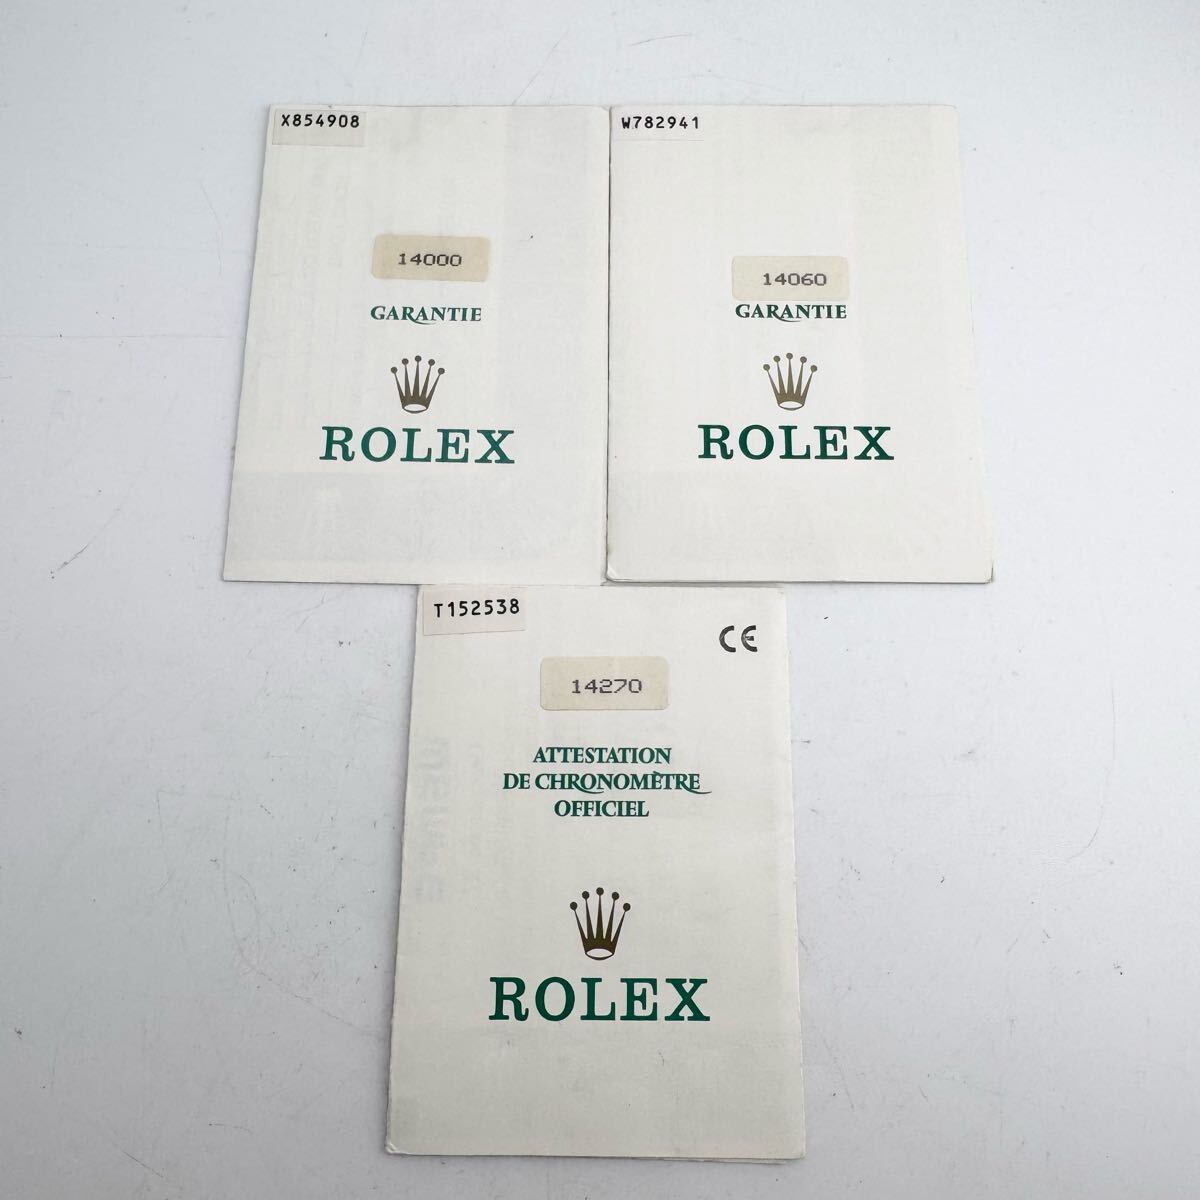 X854908
14000
GARANTIE
ROLEX
W782941
14060
GARANTIE
ROLEX
T152538
CE
14270
ATTESTATION
DE CHRONOMÈTRE
OFFICIEL
ROLEX